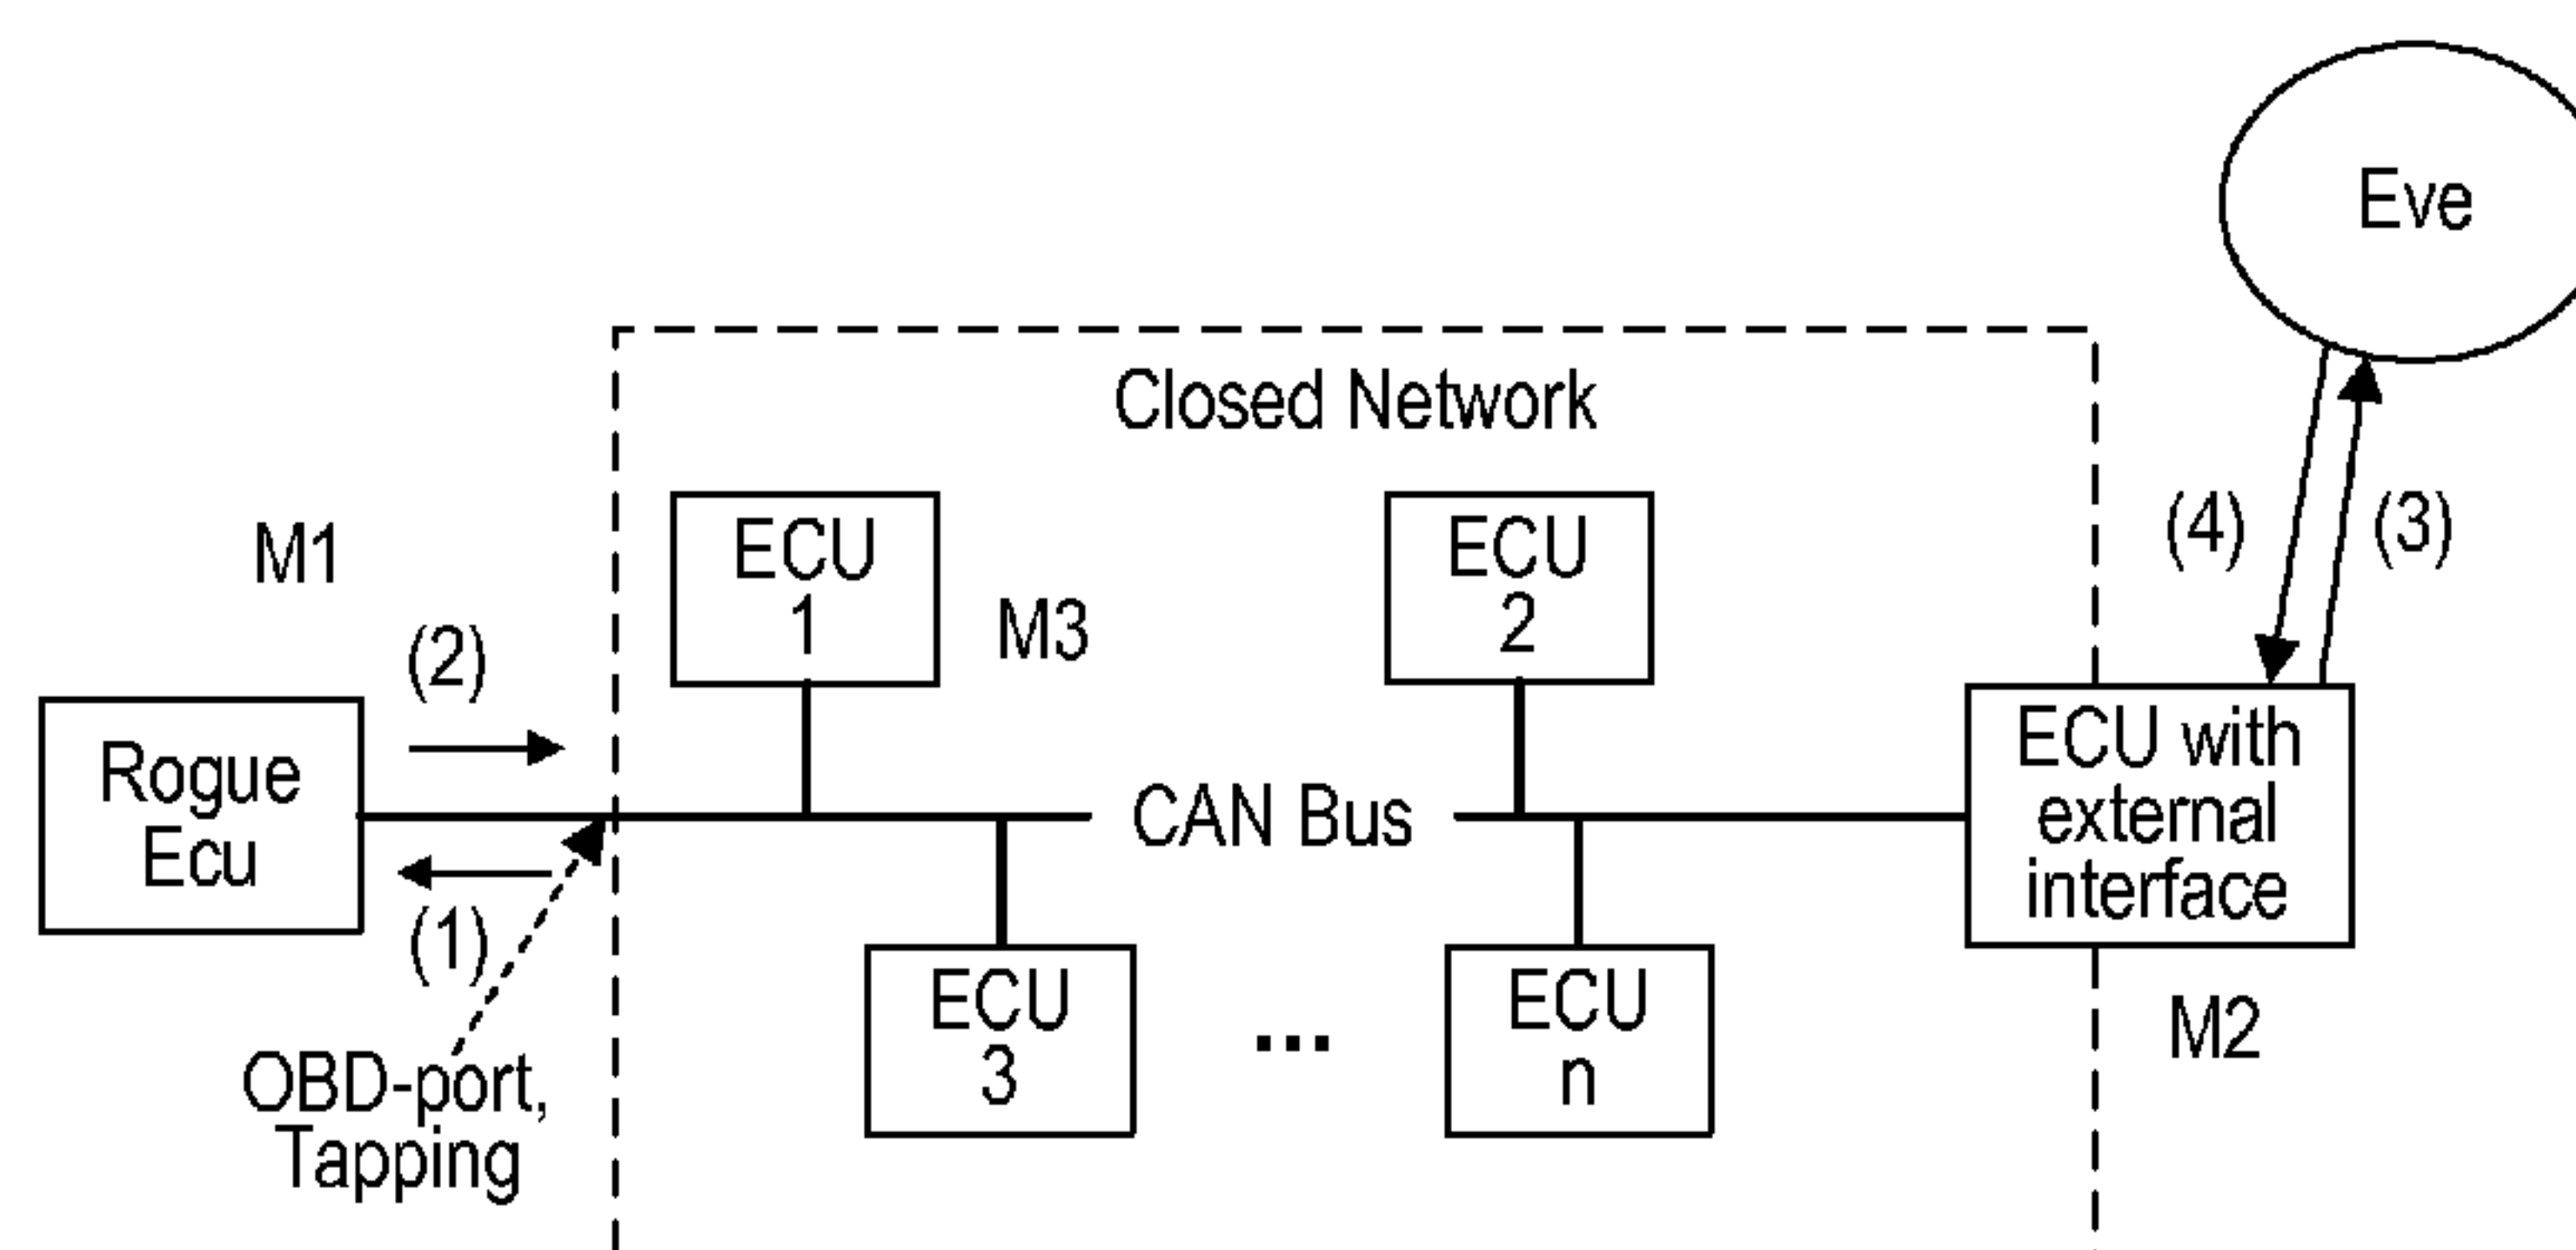 Eve
Closed Network
M1
ECU
1
M3
ECU
2
(4)
(3)
(2)
Rogue
Ecu
(1)
CAN Bus
ECU with
external
interface
M2
OBD-port,
Tapping
ECU
3
...
ECU
n